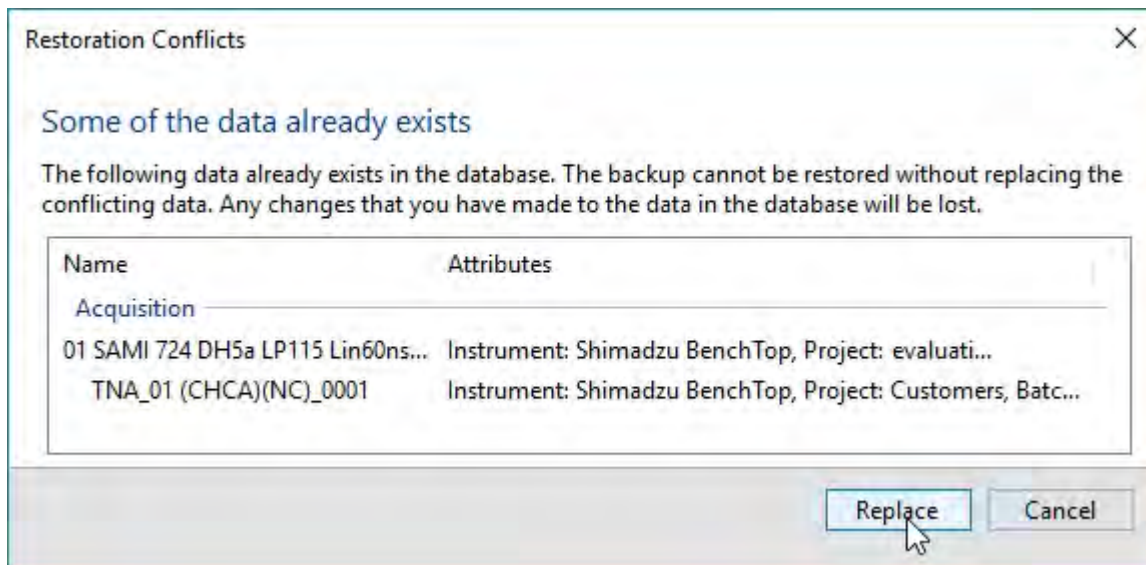 Restoration Conflicts
Some of the data already exists
The following data already exists in the database. The backup cannot be restored without replacing the
conflicting data. Any changes that you have made to the data in the database will be lost.
Name Attributes
Acquisition
01 SAMI 724 DH5a LP115 Lin60ns... Instrument: Shimadzu BenchTop, Project: evaluati...
TNA_01 (CHCA)(NC)_0001 Instrument: Shimadzu BenchTop, Project: Customers, Batc...
Replace Cancel